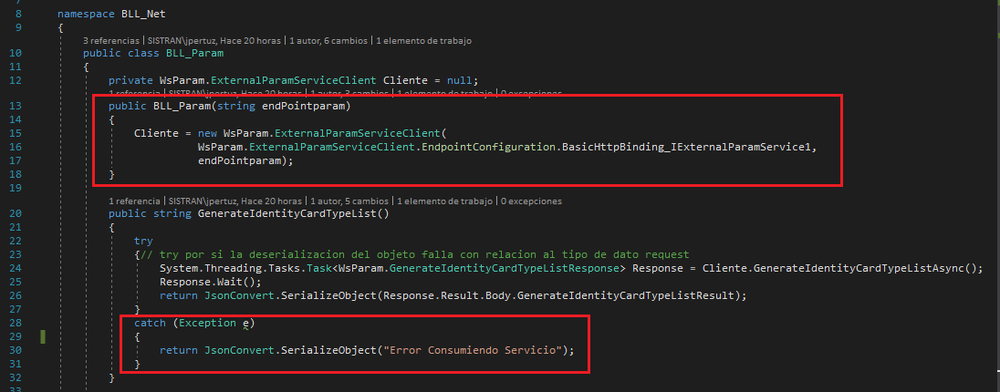 7
8 namespace BLL_Net
9 {
3 referencias | SISTRAN\jpertuz, Hace 20 horas | 1 autor, 6 cambios | 1 elemento de trabajo
10 public class BLL_Param
11 {
12 private WsParam.ExternalParamServiceClient Cliente = null;
1 referencia | SISTRAN\jpertuz, Hace 20 horas | 1 autor, 3 cambios | 1 elemento de trabajo | 0 excepciones
13 public BLL_Param(string endPointparam)
14 {
15 Cliente = new WsParam.ExternalParamServiceClient(
16 WsParam.ExternalParamServiceClient.EndpointConfiguration.BasicHttpBinding_IExternalParamService1,
17 endPointparam);
18 }
19
1 referencia | SISTRAN\jpertuz, Hace 20 horas | 1 autor, 5 cambios | 1 elemento de trabajo | 0 excepciones
20 public string GenerateIdentityCardTypeList()
21 {
22 try
23 {// try por si la deserializacion del objeto falla con relacion al tipo de dato request
24 System.Threading.Tasks.Task<WsParam.GenerateIdentityCardTypeListResponse> Response = Cliente.GenerateIdentityCardTypeListAsync();
25 Response.Wait();
26 return JsonConvert.SerializeObject(Response.Result.Body.GenerateIdentityCardTypeListResult);
27 }
28 catch (Exception e)
29 {
30 return JsonConvert.SerializeObject("Error Consumiendo Servicio");
31 }
32 }
33